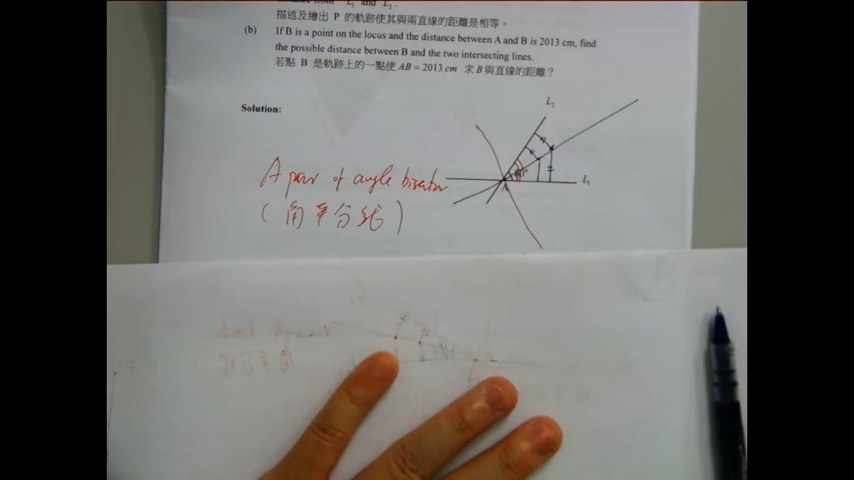 L₁ and L₂.
描述及繪出 P 的軌跡使其與兩直線的距離是相等。
(b) If B is a point on the locus and the distance between A and B is 2013 cm, find
the possible distance between B and the two intersecting lines.
若點 B 是軌跡上的一點使 AB = 2013 cm 求 B 與直線的距離？
Solution:
L₂
A pair of angle bisector
L₁
A
(角平分線)